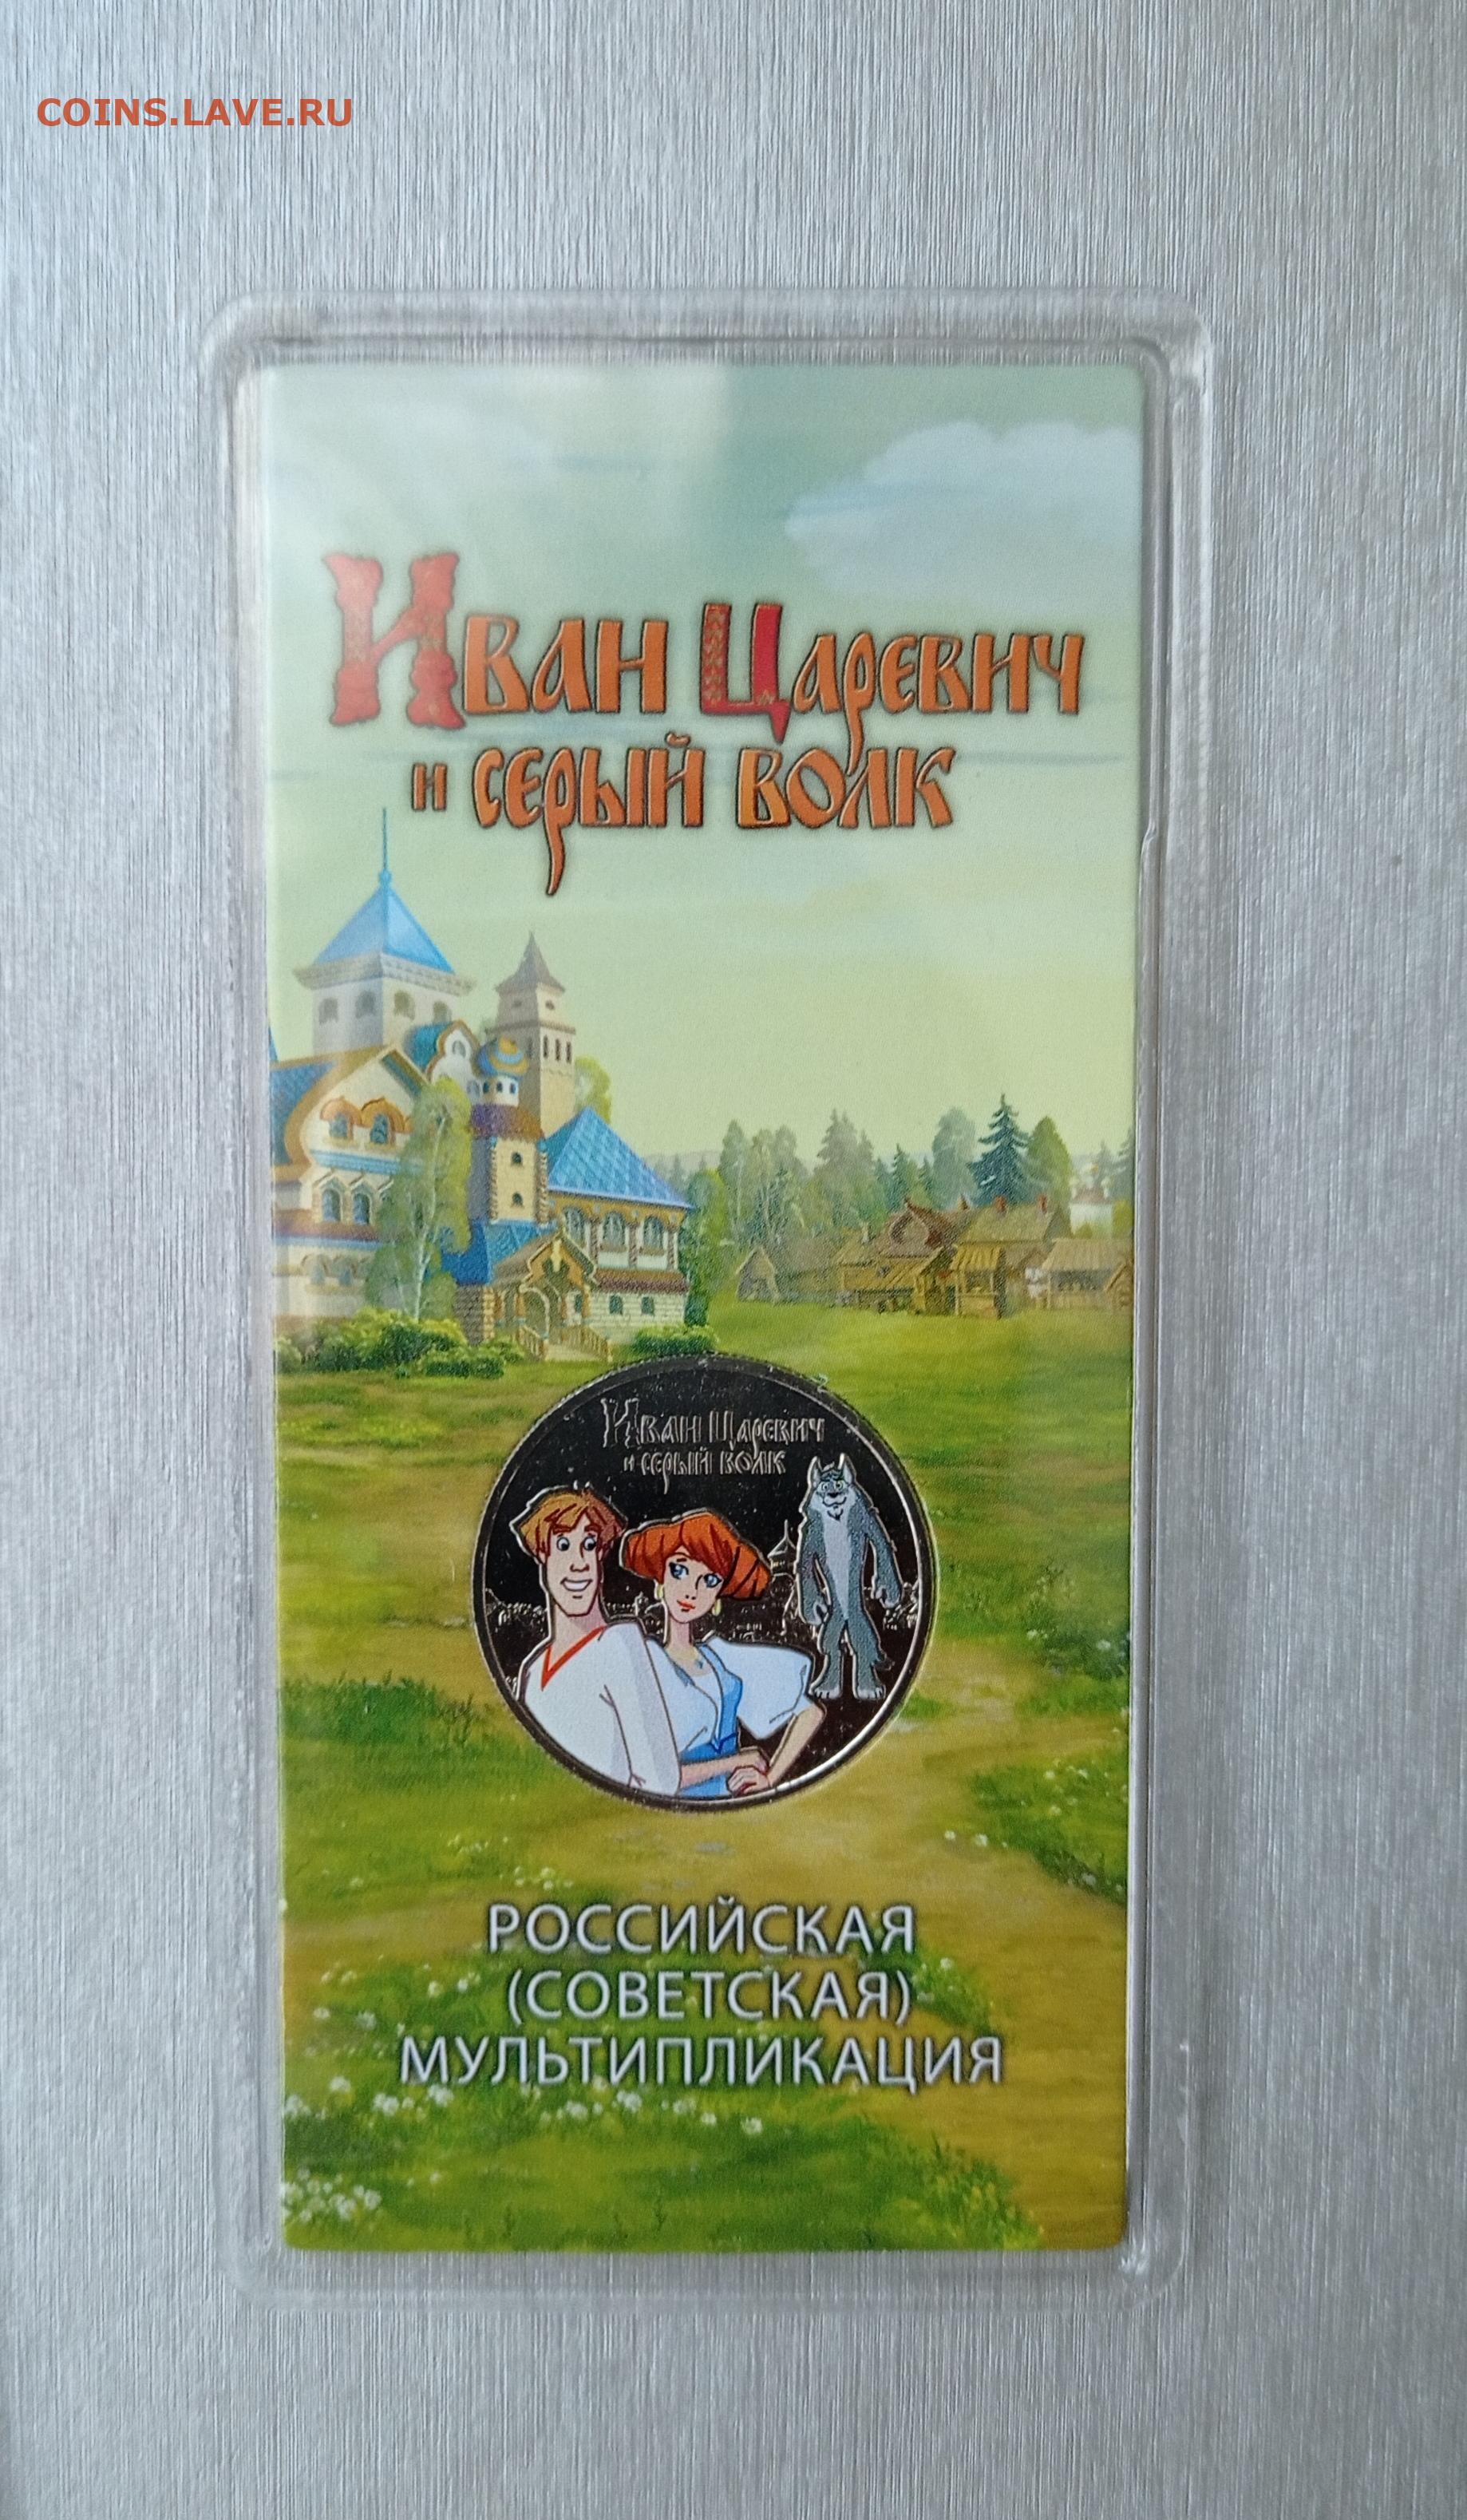 COINS.LAVE.RU
Иван Царевич
и серый волк
Иван Царевич
и серый волк
РОССИЙСКАЯ
(СОВЕТСКАЯ)
МУЛЬТИПЛИКАЦИЯ